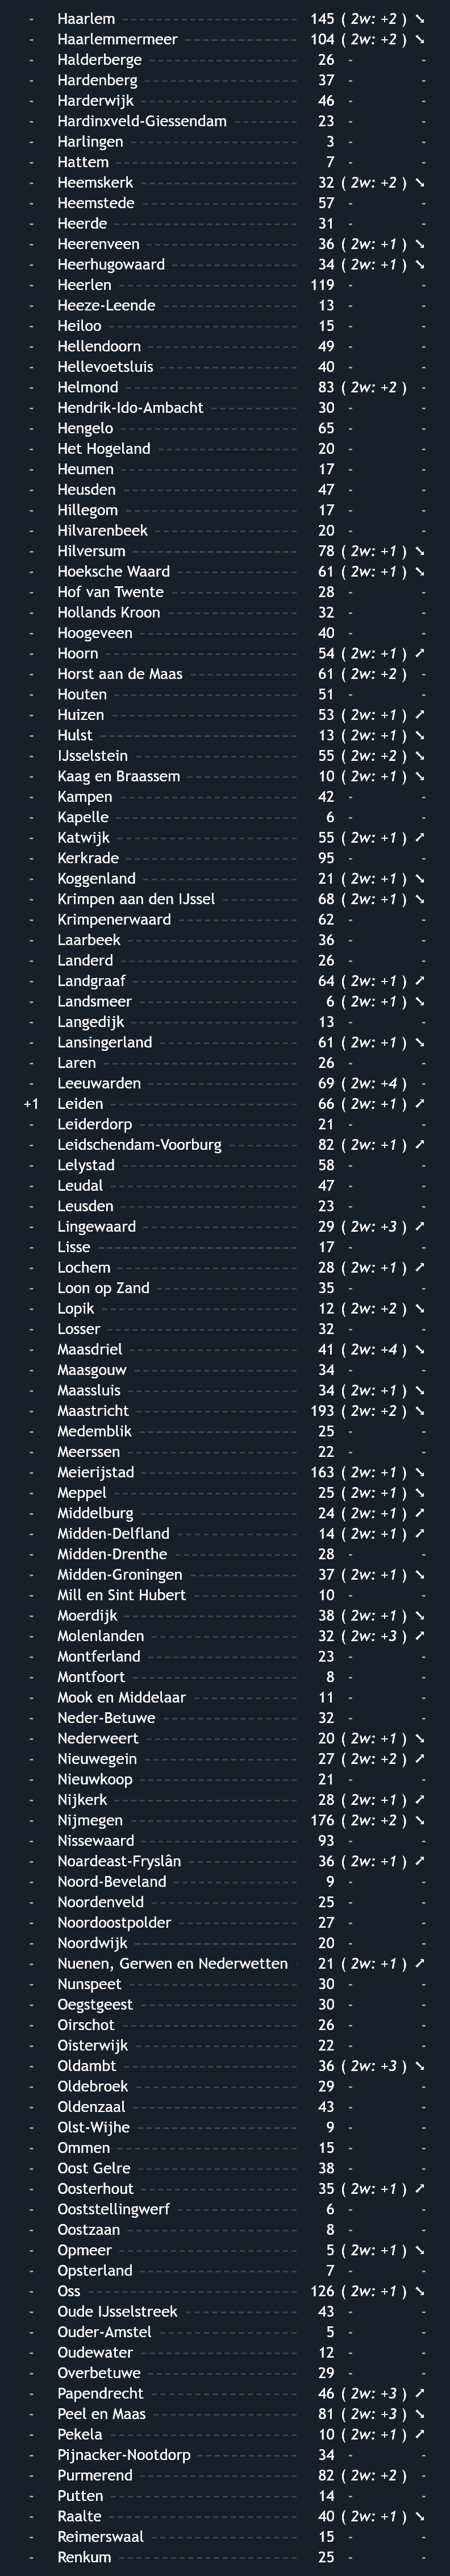 - Haarlem 145 ( 2w: +2 ) ➘
- Haarlemmermeer 104 ( 2w: +2 ) ➘
- Halderberge 26 - -
- Hardenberg 37 - -
- Harderwijk 46 - -
- Hardinxveld-Giessendam 23 - -
- Harlingen 3 - -
- Hattem 7 - -
- Heemskerk 32 ( 2w: +2 ) ➘
- Heemstede 57 - -
- Heerde 31 - -
- Heerenveen 36 ( 2w: +1 ) ➘
- Heerhugowaard 34 ( 2w: +1 ) ➘
- Heerlen 119 - -
- Heeze-Leende 13 - -
- Heiloo 15 - -
- Hellendoorn 49 - -
- Hellevoetsluis 40 - -
- Helmond 83 ( 2w: +2 ) -
- Hendrik-Ido-Ambacht 30 - -
- Hengelo 65 - -
- Het Hogeland 20 - -
- Heumen 17 - -
- Heusden 47 - -
- Hillegom 17 - -
- Hilvarenbeek 20 - -
- Hilversum 78 ( 2w: +1 ) ➘
- Hoeksche Waard 61 ( 2w: +1 ) ➘
- Hof van Twente 28 - -
- Hollands Kroon 32 - -
- Hoogeveen 40 - -
- Hoorn 54 ( 2w: +1 ) ➚
- Horst aan de Maas 61 ( 2w: +2 ) -
- Houten 51 - -
- Huizen 53 ( 2w: +1 ) ➚
- Hulst 13 ( 2w: +1 ) ➘
- IJsselstein 55 ( 2w: +2 ) ➘
- Kaag en Braassem 10 ( 2w: +1 ) ➘
- Kampen 42 - -
- Kapelle 6 - -
- Katwijk 55 ( 2w: +1 ) ➚
- Kerkrade 95 - -
- Koggenland 21 ( 2w: +1 ) ➘
- Krimpen aan den IJssel 68 ( 2w: +1 ) ➘
- Krimpenerwaard 62 - -
- Laarbeek 36 - -
- Landerd 26 - -
- Landgraaf 64 ( 2w: +1 ) ➚
- Landsmeer 6 ( 2w: +1 ) ➘
- Langedijk 13 - -
- Lansingerland 61 ( 2w: +1 ) ➘
- Laren 26 - -
- Leeuwarden 69 ( 2w: +4 ) -
+1 Leiden 66 ( 2w: +1 ) ➚
- Leiderdorp 21 - -
- Leidschendam-Voorburg 82 ( 2w: +1 ) ➚
- Lelystad 58 - -
- Leudal 47 - -
- Leusden 23 - -
- Lingewaard 29 ( 2w: +3 ) ➚
- Lisse 17 - -
- Lochem 28 ( 2w: +1 ) ➚
- Loon op Zand 35 - -
- Lopik 12 ( 2w: +2 ) ➘
- Losser 32 - -
- Maasdriel 41 ( 2w: +4 ) ➘
- Maasgouw 34 - -
- Maassluis 34 ( 2w: +1 ) ➘
- Maastricht 193 ( 2w: +2 ) ➘
- Medemblik 25 - -
- Meerssen 22 - -
- Meierijstad 163 ( 2w: +1 ) ➘
- Meppel 25 ( 2w: +1 ) ➘
- Middelburg 24 ( 2w: +1 ) ➚
- Midden-Delfland 14 ( 2w: +1 ) ➚
- Midden-Drenthe 28 - -
- Midden-Groningen 37 ( 2w: +1 ) ➘
- Mill en Sint Hubert 10 - -
- Moerdijk 38 ( 2w: +1 ) ➘
- Molenlanden 32 ( 2w: +3 ) ➚
- Montferland 23 - -
- Montfoort 8 - -
- Mook en Middelaar 11 - -
- Neder-Betuwe 32 - -
- Nederweert 20 ( 2w: +1 ) ➘
- Nieuwegein 27 ( 2w: +2 ) ➚
- Nieuwkoop 21 - -
- Nijkerk 28 ( 2w: +1 ) ➚
- Nijmegen 176 ( 2w: +2 ) ➘
- Nissewaard 93 - -
- Noardeast-Fryslân 36 ( 2w: +1 ) ➚
- Noord-Beveland 9 - -
- Noordenveld 25 - -
- Noordoostpolder 27 - -
- Noordwijk 20 - -
- Nuenen, Gerwen en Nederwetten 21 ( 2w: +1 ) ➚
- Nunspeet 30 - -
- Oegstgeest 30 - -
- Oirschot 26 - -
- Oisterwijk 22 - -
- Oldambt 36 ( 2w: +3 ) ➘
- Oldebroek 29 - -
- Oldenzaal 43 - -
- Olst-Wijhe 9 - -
- Ommen 15 - -
- Oost Gelre 38 - -
- Oosterhout 35 ( 2w: +1 ) ➚
- Ooststellingwerf 6 - -
- Oostzaan 8 - -
- Opmeer 5 ( 2w: +1 ) ➘
- Opsterland 7 - -
- Oss 126 ( 2w: +1 ) ➘
- Oude IJsselstreek 43 - -
- Ouder-Amstel 5 - -
- Oudewater 12 - -
- Overbetuwe 29 - -
- Papendrecht 46 ( 2w: +3 ) ➚
- Peel en Maas 81 ( 2w: +3 ) ➘
- Pekela 10 ( 2w: +1 ) ➚
- Pijnacker-Nootdorp 34 - -
- Purmerend 82 ( 2w: +2 ) -
- Putten 14 - -
- Raalte 40 ( 2w: +1 ) ➘
- Reimerswaal 15 - -
- Renkum 25 - -